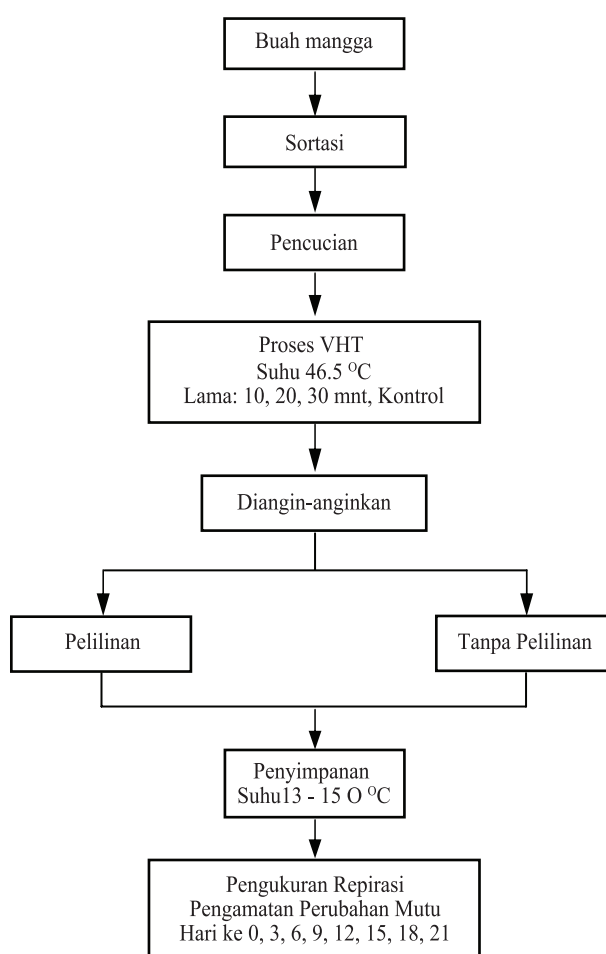 Buah mangga
Sortasi
Pencucian
Proses VHT
Suhu 46.5 ᴼC
Lama: 10, 20, 30 mnt, Kontrol
Diangin-anginkan
Pelilinan
Tanpa Pelilinan
Penyimpanan
Suhu13 - 15 O ᴼC
Pengukuran Repirasi
Pengamatan Perubahan Mutu
Hari ke 0, 3, 6, 9, 12, 15, 18, 21